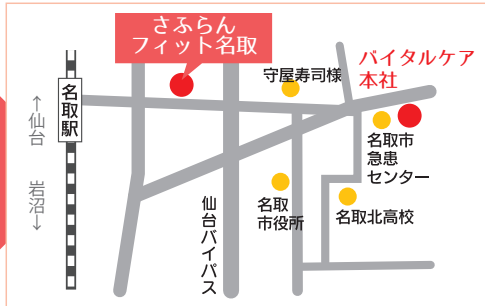 さふらん
フィット名取
守屋寿司様
バイタルケア
本社
名取駅
←仙台
岩沼→
名取市
急患
センター
名取
市役所
名取北高校
仙台バイパス